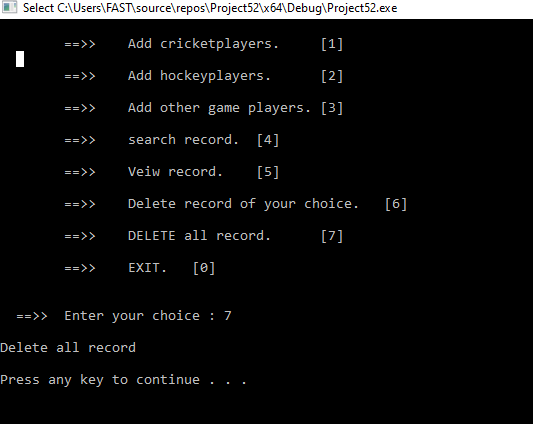 Select C:\Users\FAST\source\repos\Project52\x64\Debug\Project52.exe
==>> Add cricketplayers. [1]
==>> Add hockeyplayers. [2]
==>> Add other game players. [3]
==>> search record. [4]
==>> Veiw record. [5]
==>> Delete record of your choice. [6]
==>> DELETE all record. [7]
==>> EXIT. [0]
==>> Enter your choice : 7
Delete all record
Press any key to continue . . .